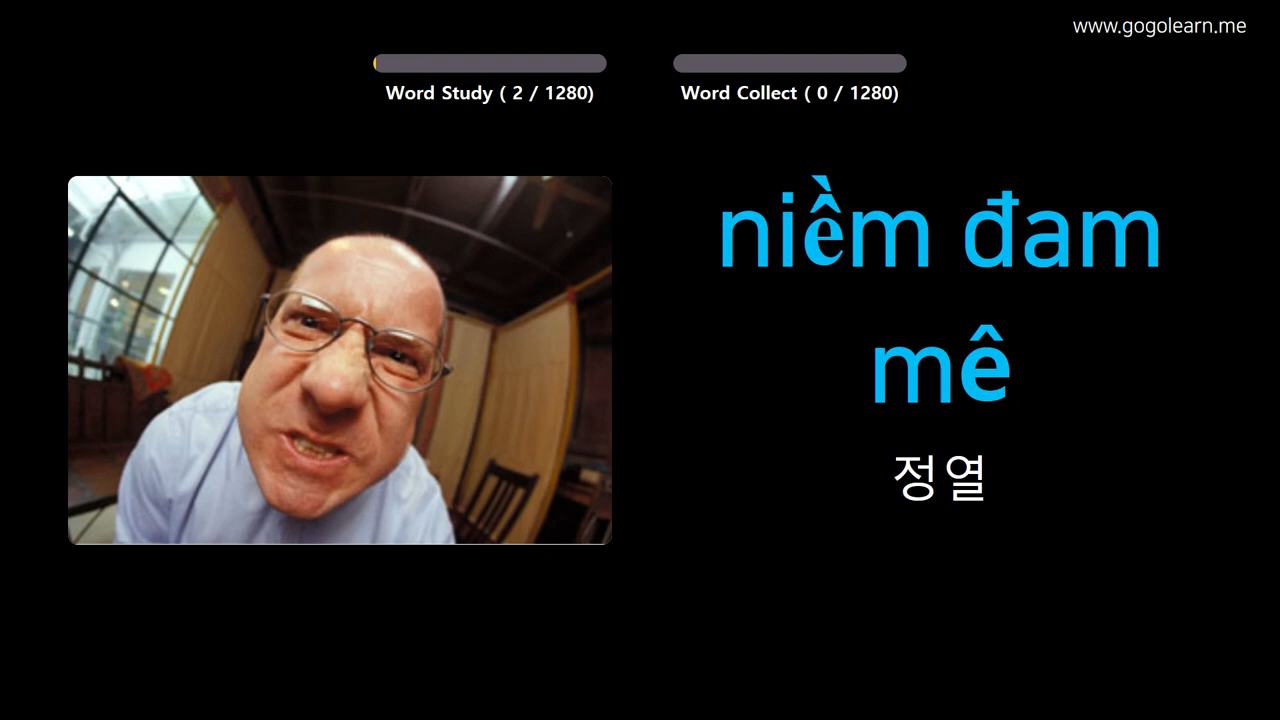 www.gogolearn.me
Word Study ( 2 / 1280)
Word Collect ( 0 / 1280)
niềm đam
mê
정열